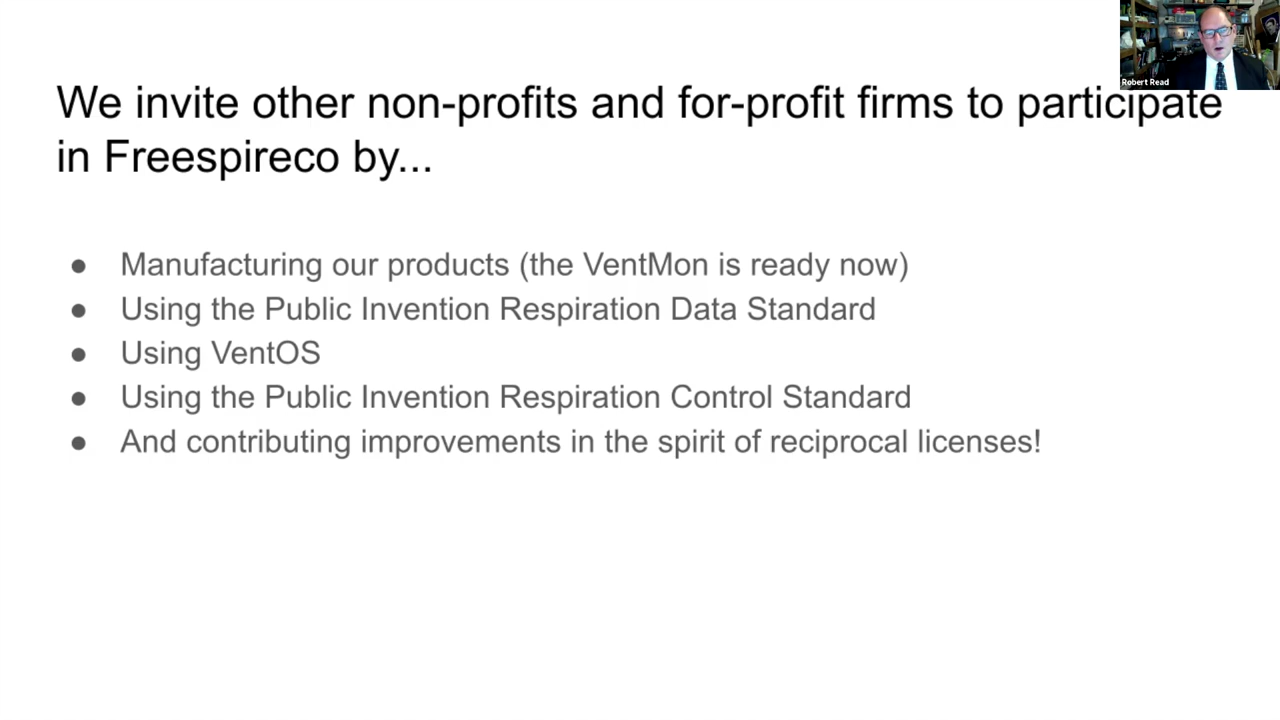 Robert Read
We invite other non-profits and for-profit firms to participate
in Freespireco by...
● Manufacturing our products (the VentMon is ready now)
● Using the Public Invention Respiration Data Standard
● Using VentOS
● Using the Public Invention Respiration Control Standard
● And contributing improvements in the spirit of reciprocal licenses!